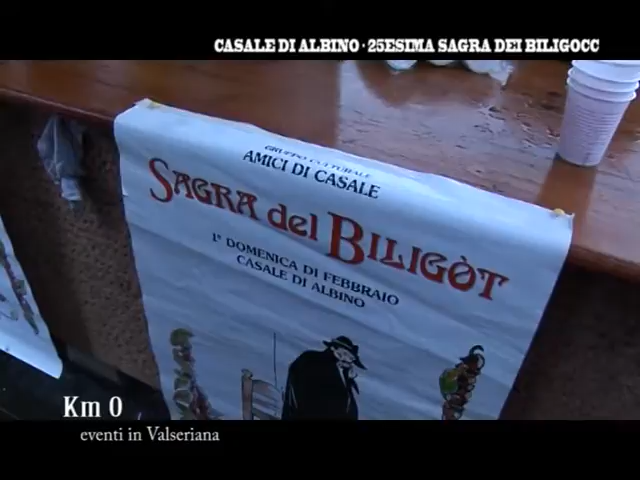 CASALE DI ALBINO · 25ESIMA SAGRA DEI BILIGOCC
GRUPPO CULTURALE
AMICI DI CASALE
SAGRA del BILIGÒT
1ª DOMENICA DI FEBBRAIO
CASALE DI ALBINO
Km 0
eventi in Valseriana